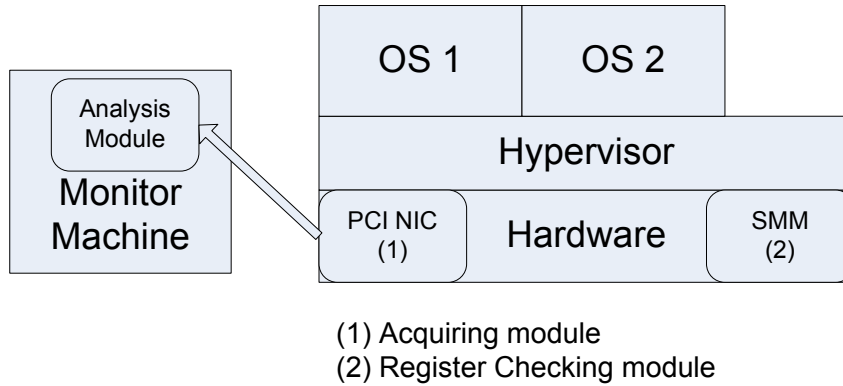 OS 1
OS 2
Analysis
Module
Monitor
Machine
Hypervisor
PCI NIC
(1)
Hardware
SMM
(2)
(1) Acquiring module
(2) Register Checking module